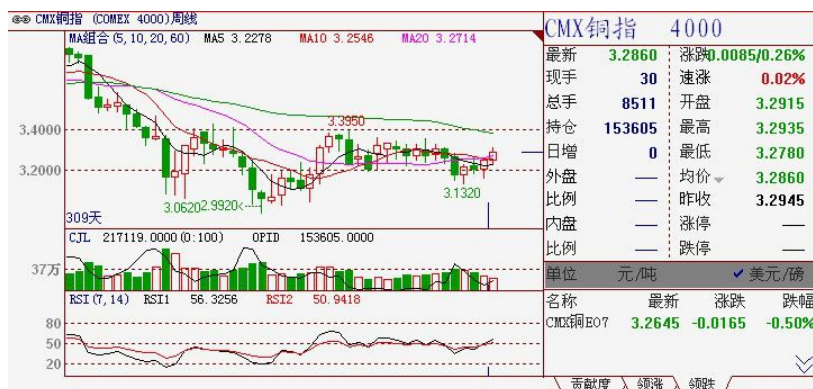 CMX铜指 (COMEX 4000)周线
MA组合(5,10,20,60) MA5 3.2278 MA10 3.2546 MA20 3.2714
3.4000
3.2000
3.3950
3.0620
2.9920
3.1320
309天
CJL 217119.0000(0:100) OPID 153605.0000
37万
RSI(7,14) RSI1 56.3256 RSI2 50.9418
80
50
20
CMX铜指 4000
最新 3.2860 涨跌0.0085/0.26%
现手 30 速涨 0.02%
总手 8511 开盘 3.2915
持仓 153605 最高 3.2935
日增 0 最低 3.2780
外盘 — 均价 3.2860
比例 — 昨收 3.2945
内盘 — 涨停 —
比例 — 跌停 —
单位 元/吨 ✔美元/磅
名称 最新 涨跌 跌幅
CMX铜E07 3.2645 -0.0165 -0.50%
贡献度 领涨 领跌